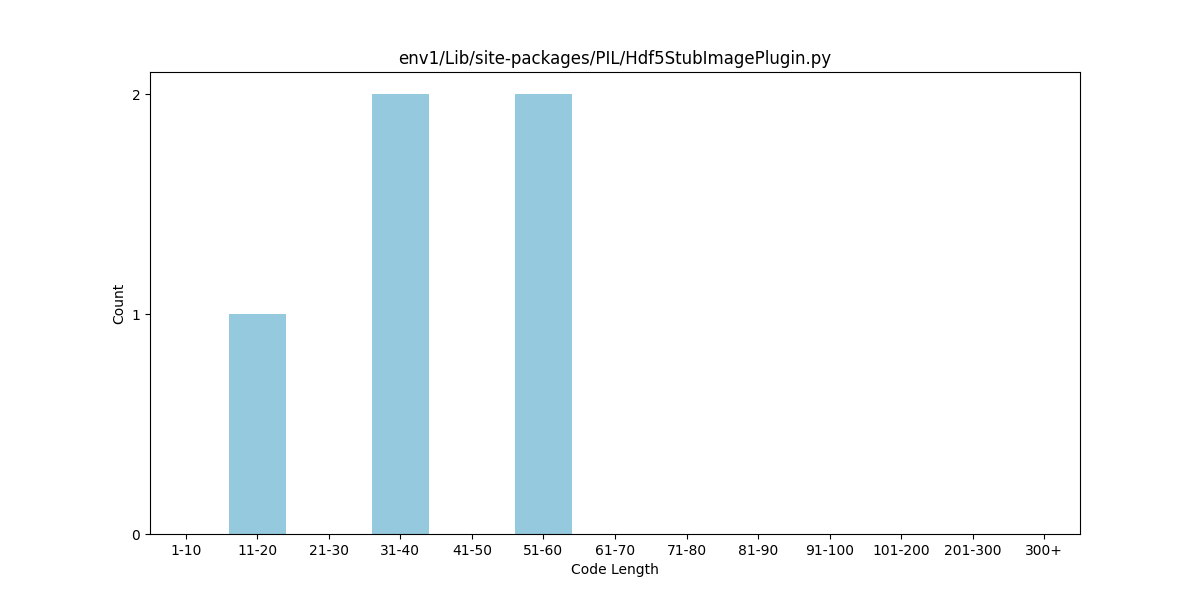 env1/Lib/site-packages/PIL/Hdf5StubImagePlugin.py
2
1
0
Count
1-10 11-20 21-30 31-40 41-50 51-60 61-70 71-80 81-90 91-100 101-200 201-300 300+
Code Length